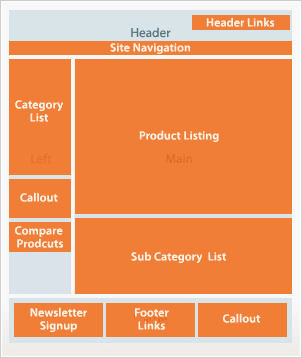 Header Links
Header
Site Navigation
Category
List
Left
Product Listing
Main
Callout
Compare
Prodcuts
Sub Category List
Newsletter
Signup
Footer
Links
Callout